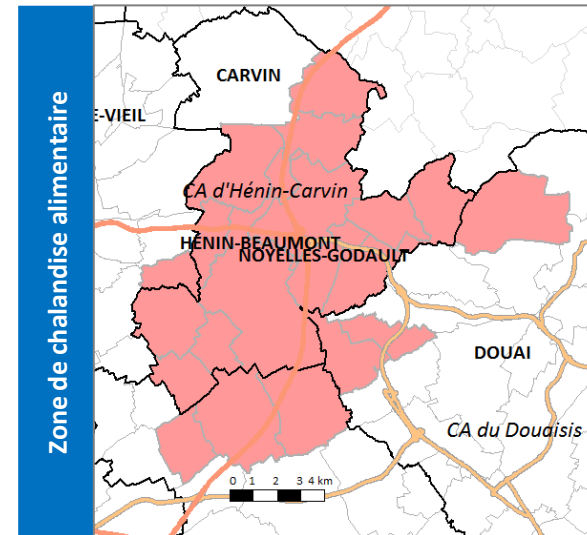 Zone de chalandise alimentaire
CARVIN
E-VIEIL
CA d'Hénin-Carvin
HÉNIN-BEAUMONT
NOYELLES-GODAULT
DOUAI
CA du Douaisis
0 1 2 3 4 km